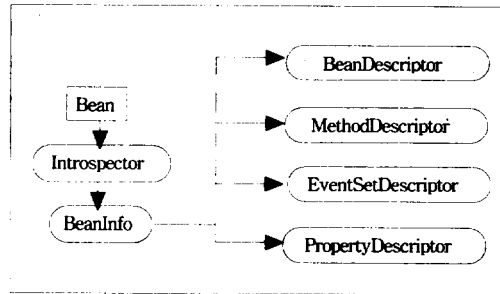 Bean
Introspector
BeanInfo
BeanDescriptor
MethodDescriptor
EventSetDescriptor
PropertyDescriptor